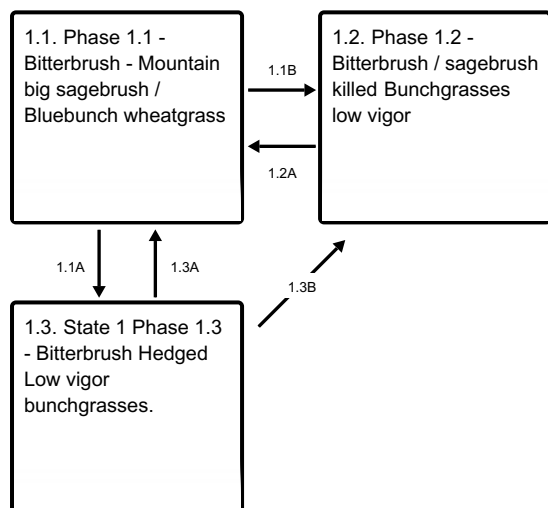 1.1. Phase 1.1 -
Bitterbrush - Mountain
big sagebrush /
Bluebunch wheatgrass
1.1B
1.2. Phase 1.2 -
Bitterbrush / sagebrush
killed Bunchgrasses
low vigor
1.2A
1.1A
1.3A
1.3B
1.3. State 1 Phase 1.3
- Bitterbrush Hedged
Low vigor
bunchgrasses.